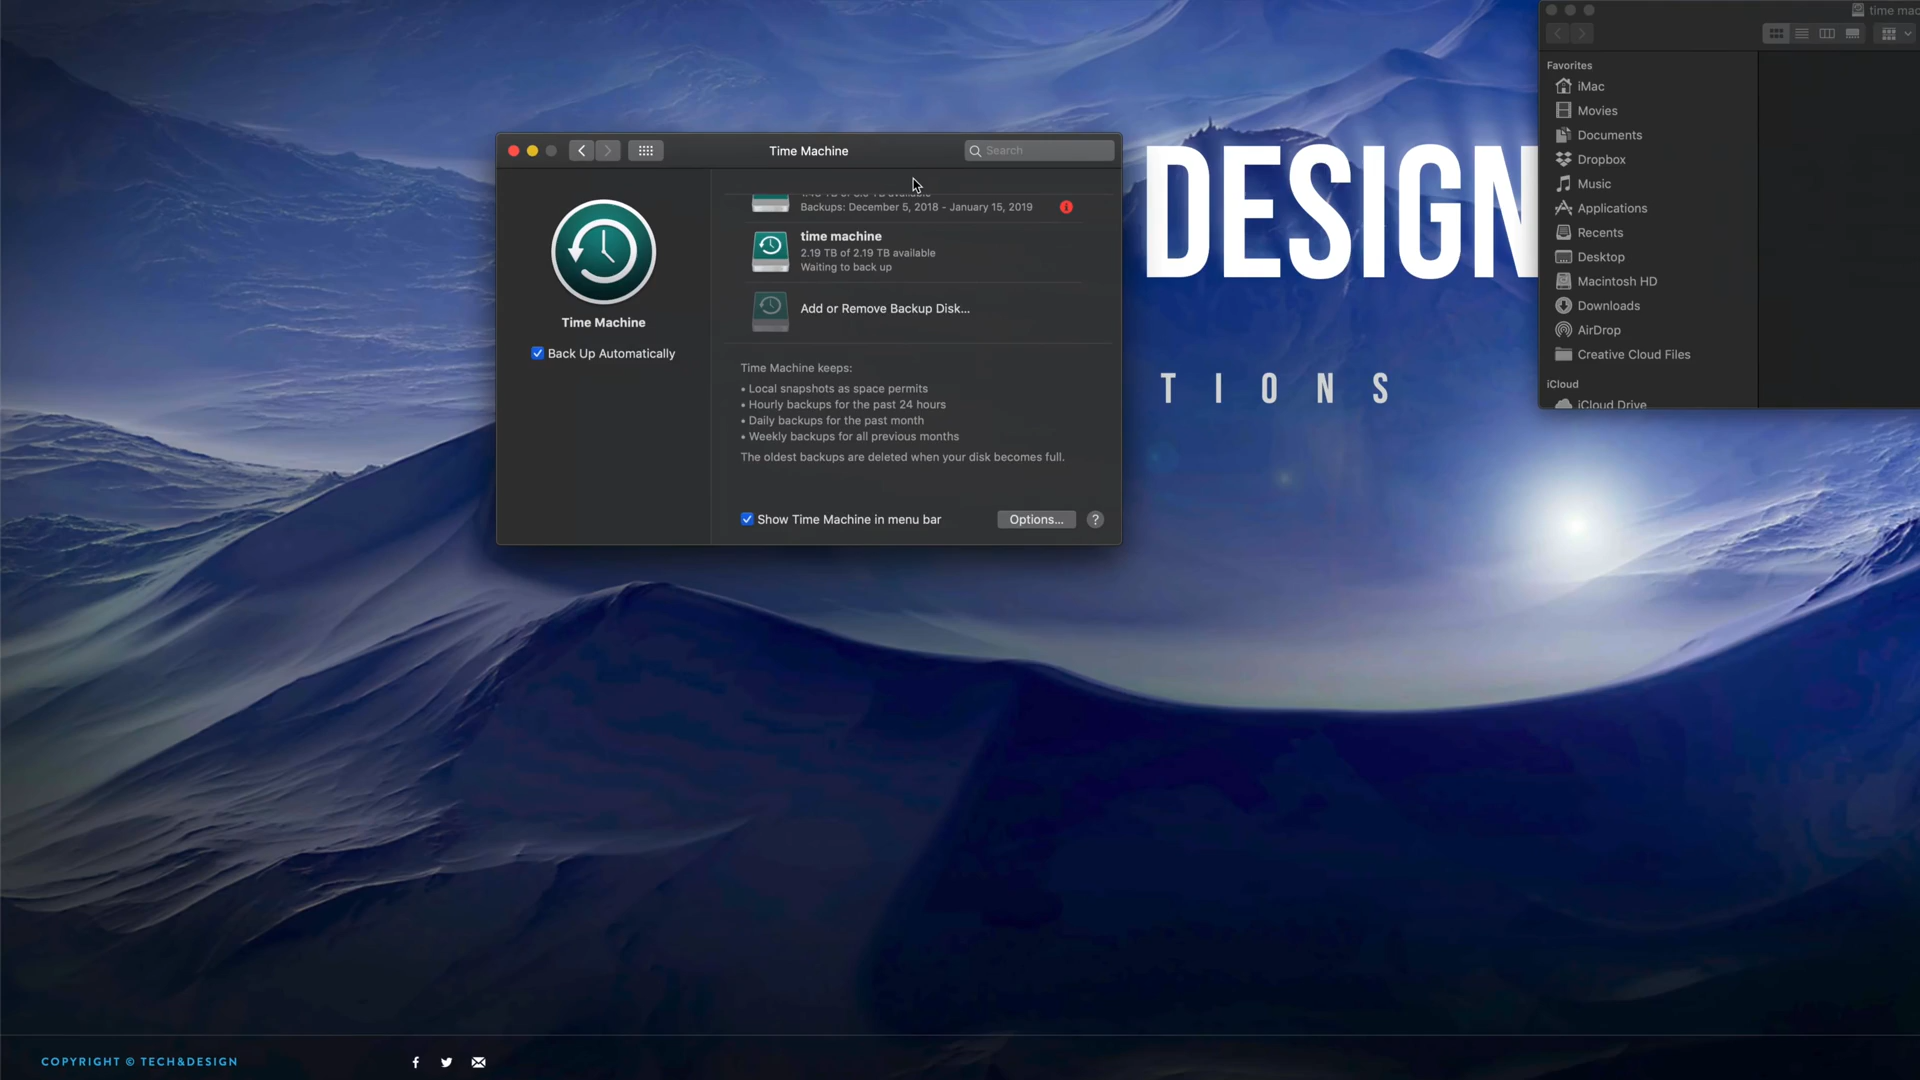 time mac
Favorites
iMac
Movies
Documents
Dropbox
Music
Applications
Recents
Desktop
Macintosh HD
Downloads
AirDrop
Creative Cloud Files
iCloud
iCloud Drive
Time Machine
Search
Backups: December 5, 2018 - January 15, 2019
time machine
2.19 TB of 2.19 TB available
Waiting to back up
Add or Remove Backup Disk...
Time Machine
Back Up Automatically
Time Machine keeps:
• Local snapshots as space permits
• Hourly backups for the past 24 hours
• Daily backups for the past month
• Weekly backups for all previous months
The oldest backups are deleted when your disk becomes full.
Show Time Machine in menu bar
Options...
?
DESIGN
TIONS
COPYRIGHT © TECH&DESIGN